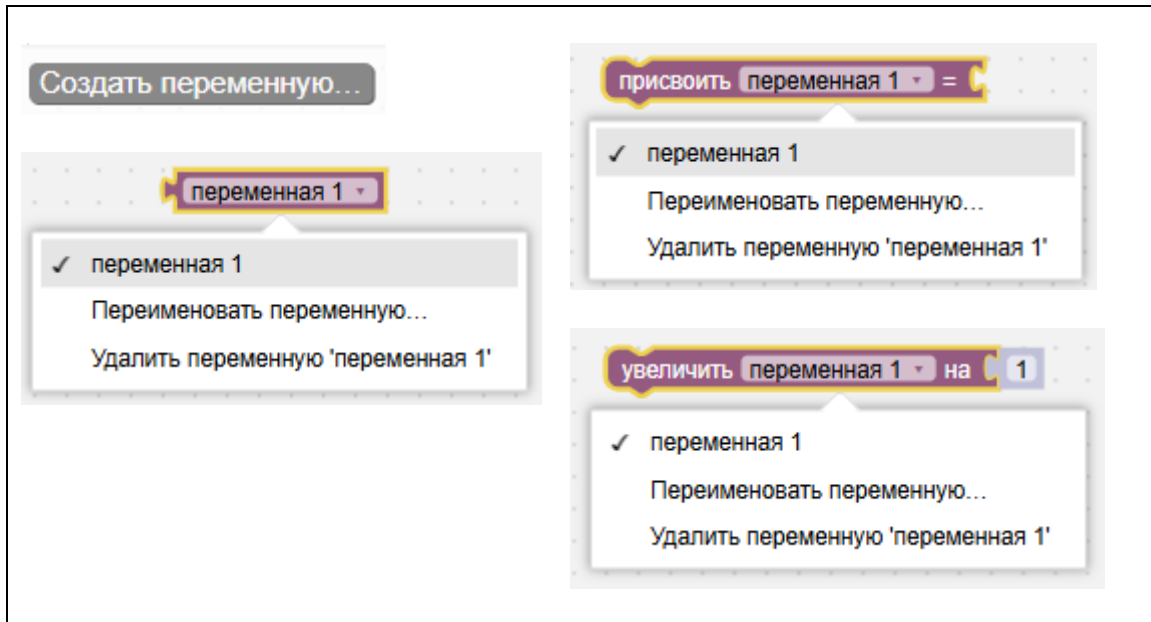 Создать переменную…
переменная 1
✓ переменная 1
Переименовать переменную…
Удалить переменную 'переменная 1'
присвоить переменная 1 =
✓ переменная 1
Переименовать переменную…
Удалить переменную 'переменная 1'
увеличить переменная 1 на 1
✓ переменная 1
Переименовать переменную…
Удалить переменную 'переменная 1'